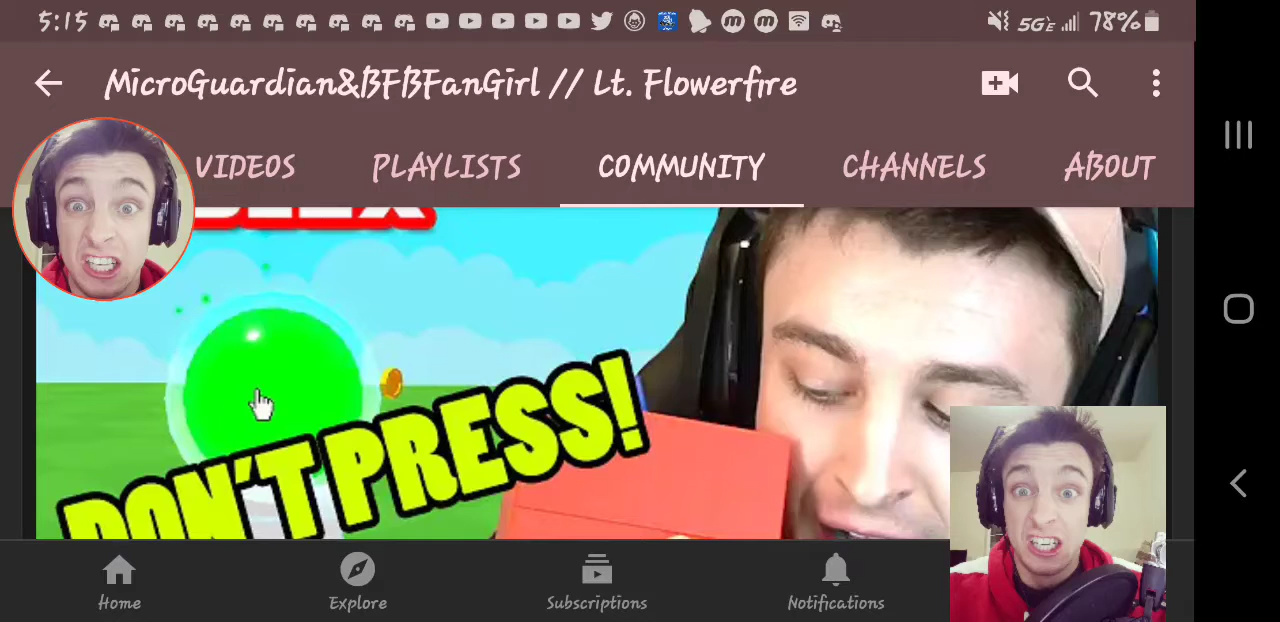 5:15 5GE 78%
MicroGuardian&BFBFanGirl // Lt. Flowerfire
VIDEOS PLAYLISTS COMMUNITY CHANNELS ABOUT
DON'T PRESS!
Home Explore Subscriptions Notifications